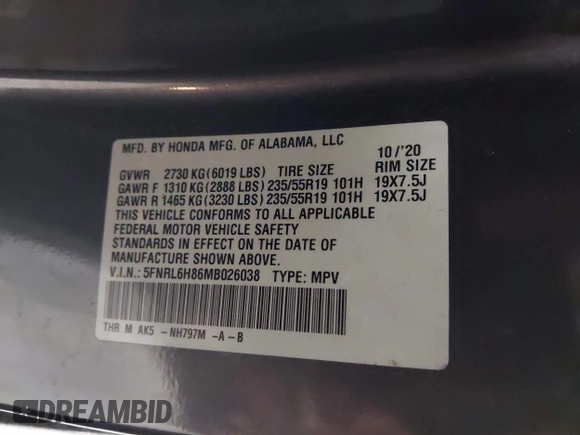 MFD. BY HONDA MFG. OF ALABAMA, LLC 10/'20
GVWR 2730 KG(6019 LBS) TIRE SIZE RIM SIZE
GAWR F 1310 KG(2888 LBS) 235/55R19 101H 19X7.5J
GAWR R 1465 KG(3230 LBS) 235/55R19 101H 19X7.5J
THIS VEHICLE CONFORMS TO ALL APPLICABLE
FEDERAL MOTOR VEHICLE SAFETY
STANDARDS IN EFFECT ON THE DATE OF
MANUFACTURE SHOWN ABOVE.
V.I.N.: 5FNRL6H86MB026038 TYPE: MPV
THR M AK5 -NH797M -A-B
DREAMBID